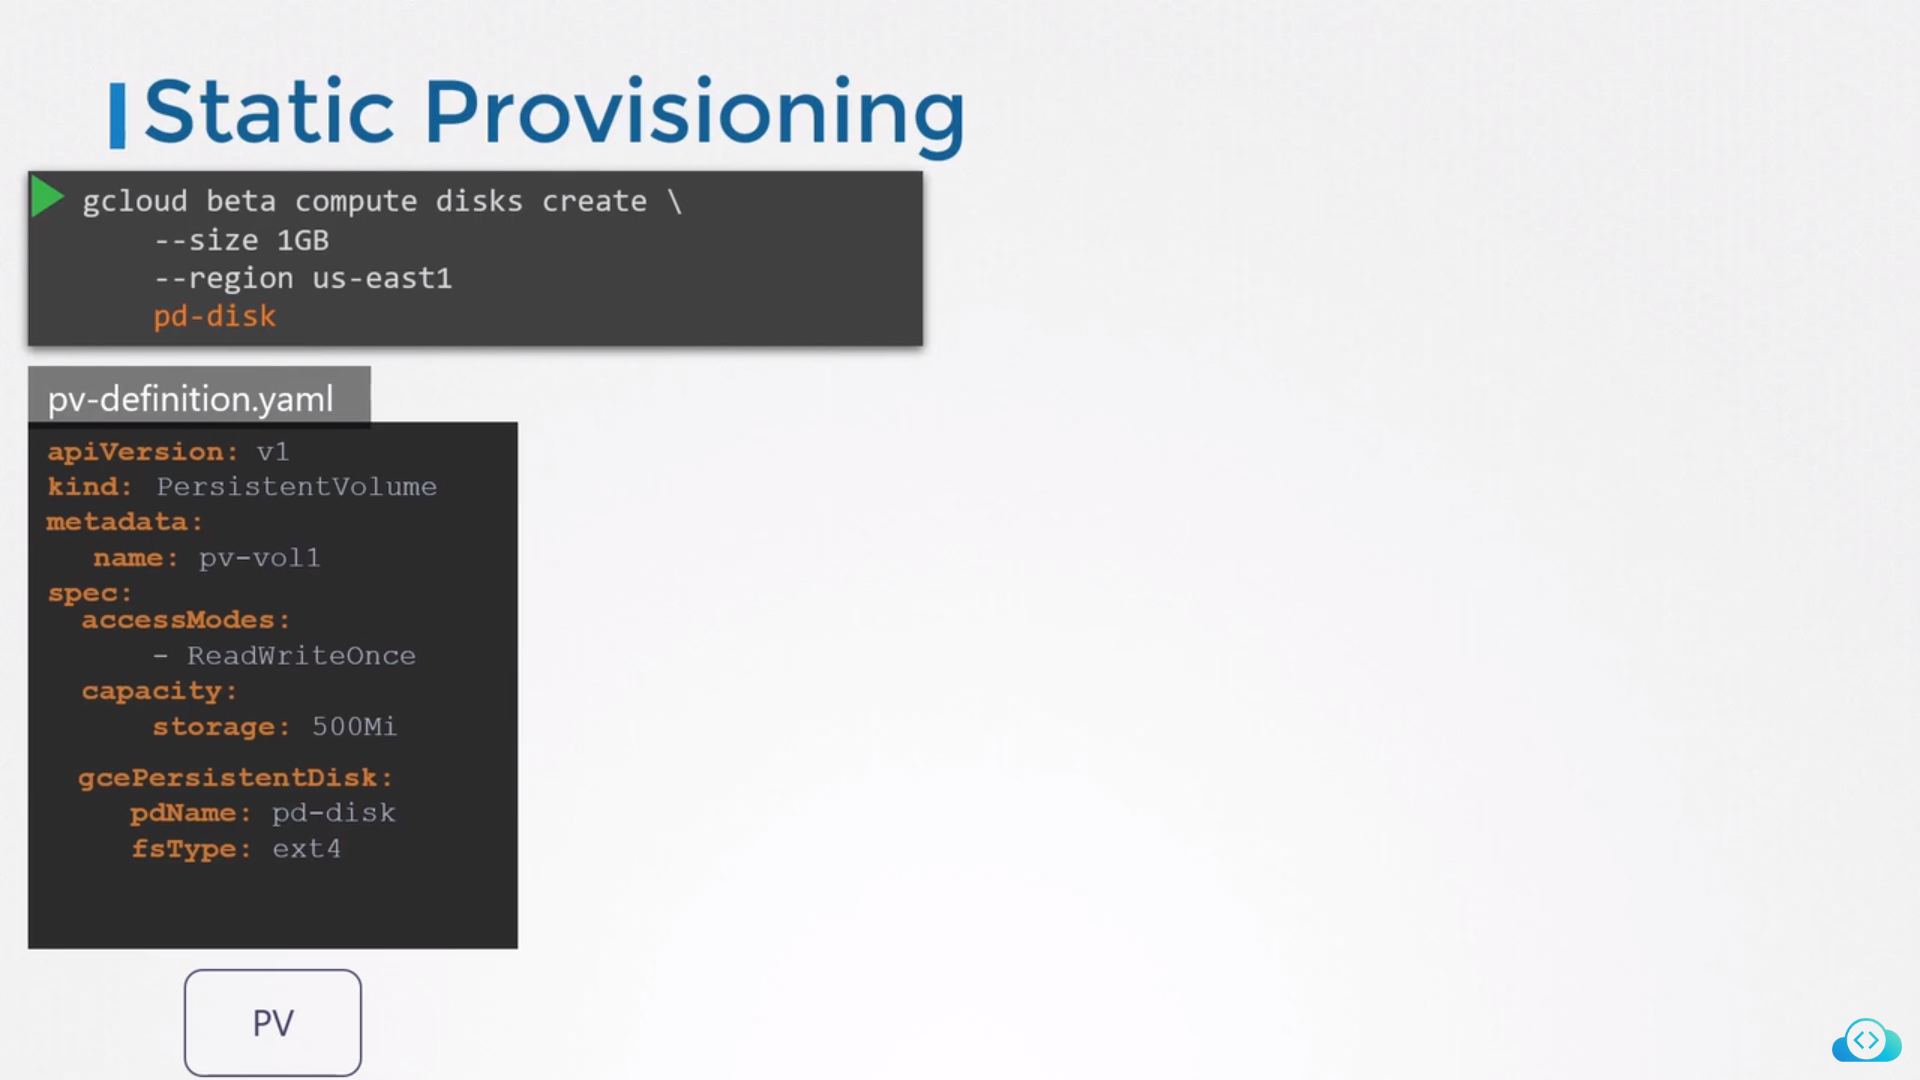 Static Provisioning
gcloud beta compute disks create \
--size 1GB
--region us-east1
pd-disk
pv-definition.yaml
apiVersion: v1
kind: PersistentVolume
metadata:
name: pv-vol1
spec:
accessModes:
- ReadWriteOnce
capacity:
storage: 500Mi
gcePersistentDisk:
pdName: pd-disk
fsType: ext4
PV